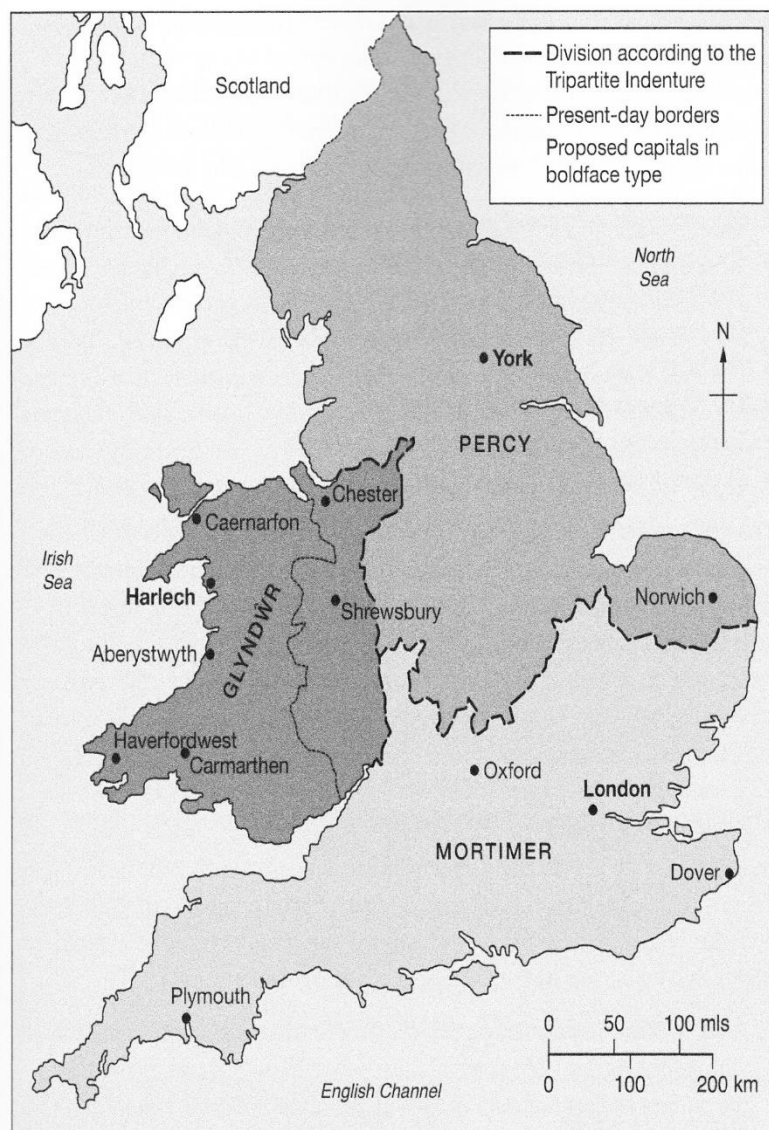 Scotland
Division according to the
Tripartite Indenture
Present-day borders
Proposed capitals in
boldface type
North
Sea
N
York
PERCY
Chester
Caernarfon
Irish
Sea
Harlech
Shrewsbury
Norwich
GLYNDŴR
Aberystwyth
Haverfordwest
Carmarthen
Oxford
London
MORTIMER
Dover
Plymouth
0 50 100 mls
0 100 200 km
English Channel